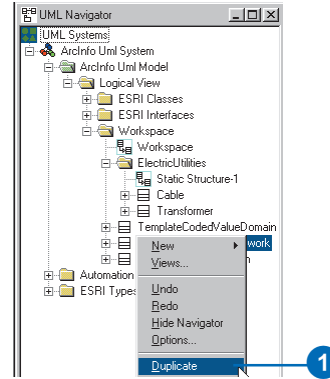 UML Navigator
UML Systems
ArcInfo Uml System
ArcInfo Uml Model
Logical View
ESRI Classes
ESRI Interfaces
Workspace
Workspace
ElectricUtilities
Static Structure-1
Cable
Transformer
TemplateCodedValueDomain
work
n
Automation
ESRI Types
New
Views...
Undo
Redo
Hide Navigator
Options...
Duplicate
1